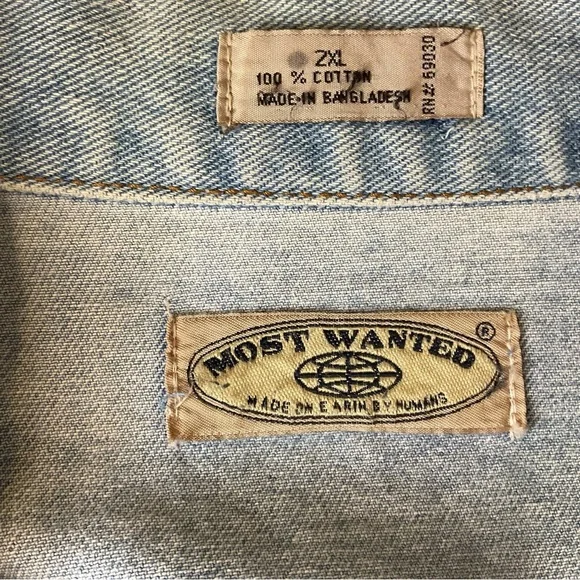 2XL
100 % COTTON
MADE IN BANGLADESH
RN# 69030
MOST WANTED ®
MADE ON EARTH BY HUMANS